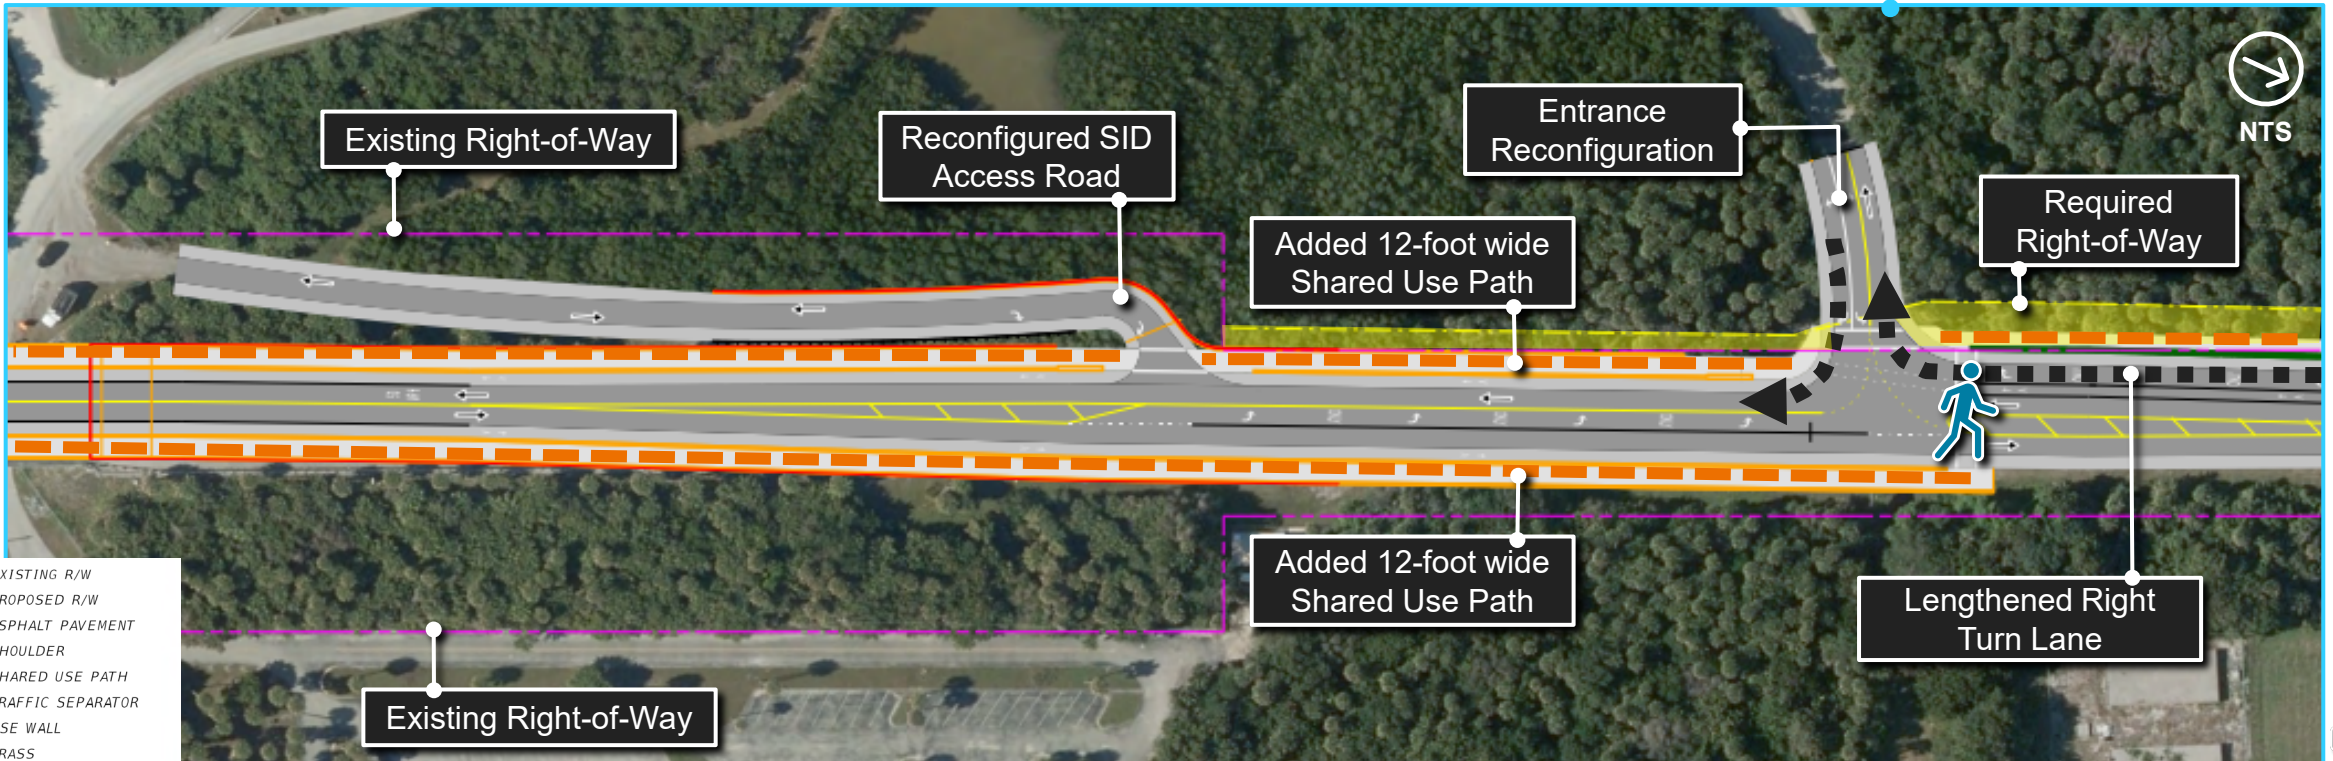 Existing Right-of-Way
Reconfigured SID
Access Road
Entrance
Reconfiguration
NTS
Required
Right-of-Way
Added 12-foot wide
Shared Use Path
Added 12-foot wide
Shared Use Path
Lengthened Right
Turn Lane
Existing Right-of-Way
XISTING R/W
ROPOSED R/W
SPHALT PAVEMENT
HOULDER
HARED USE PATH
RAFFIC SEPARATOR
SE WALL
RASS